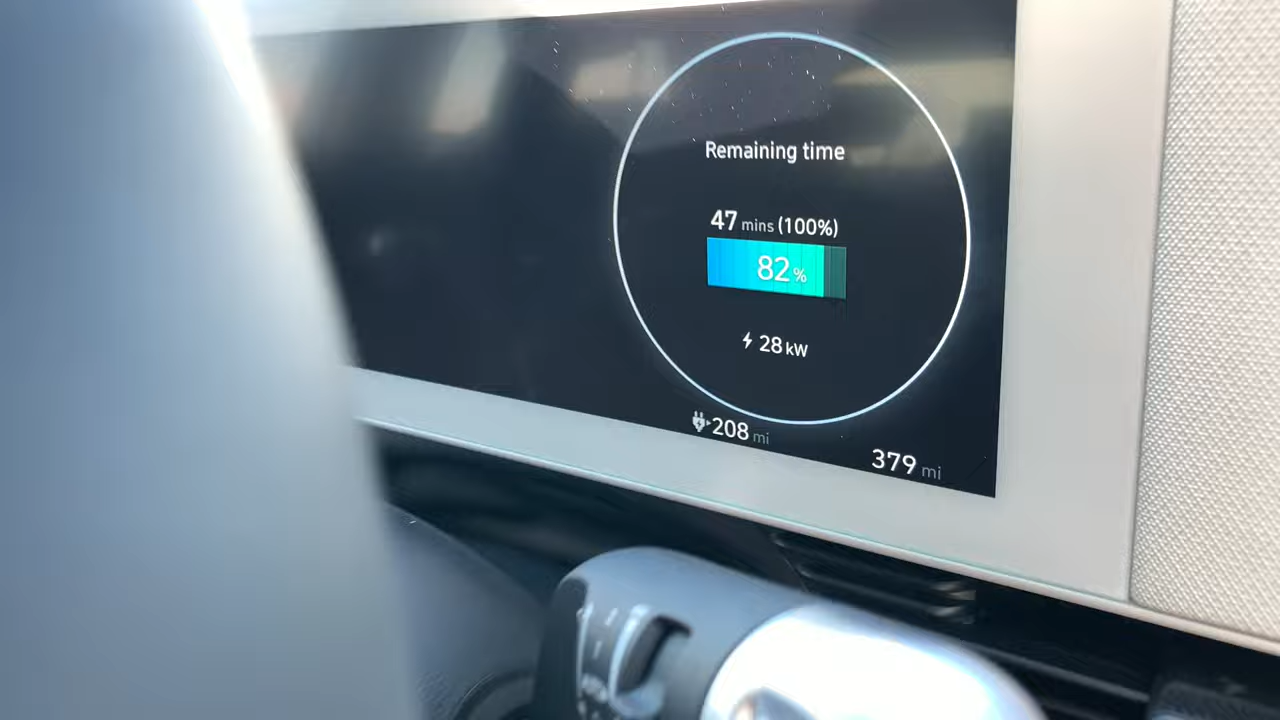 Remaining time
47 mins (100%)
82%
28 kW
208 mi
379 mi